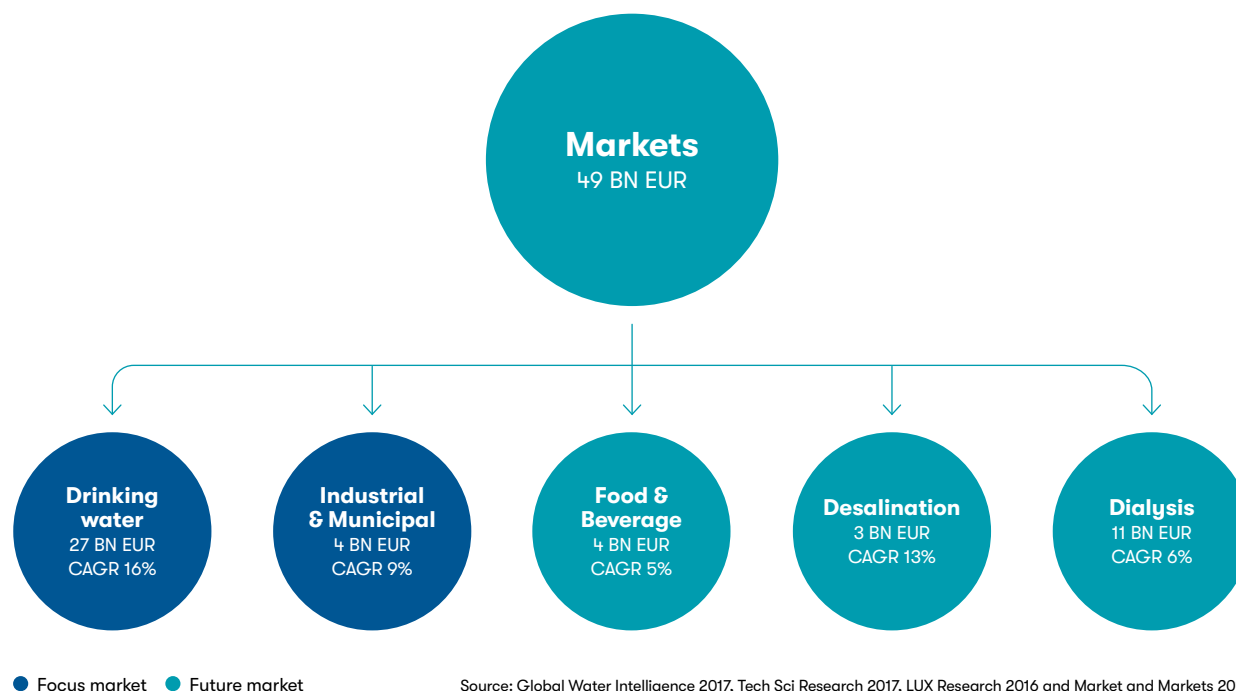 Markets
49 BN EUR
Drinking
water
27 BN EUR
CAGR 16%
Industrial
& Municipal
4 BN EUR
CAGR 9%
Food &
Beverage
4 BN EUR
CAGR 5%
Desalination
3 BN EUR
CAGR 13%
Dialysis
11 BN EUR
CAGR 6%
Focus market
Future market
Source: Global Water Intelligence 2017, Tech Sci Research 2017, LUX Research 2016 and Market and Markets 20